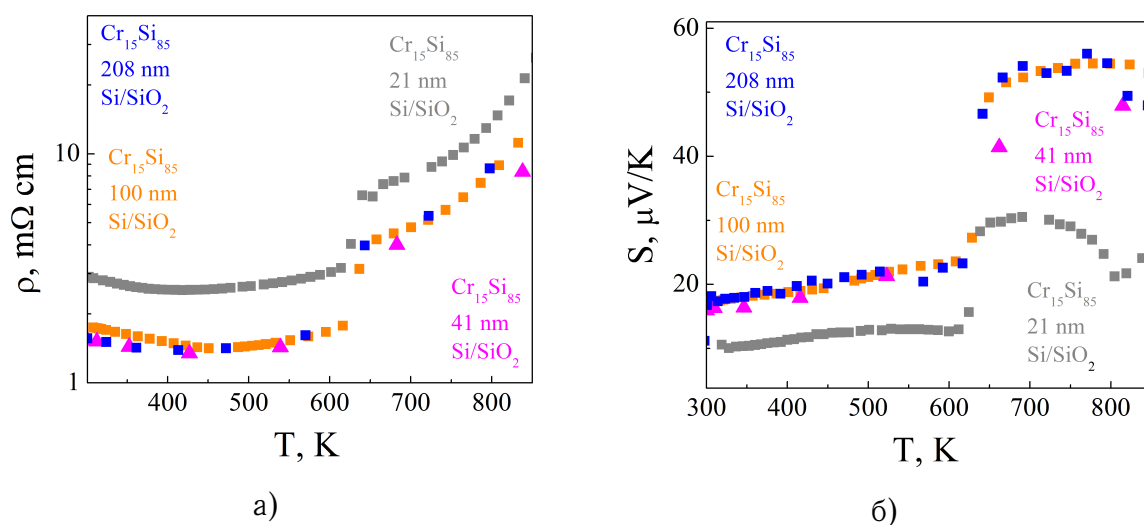 Cr₁₅Si₈₅
208 nm
Si/SiO₂
Cr₁₅Si₈₅
21 nm
Si/SiO₂
Cr₁₅Si₈₅
100 nm
Si/SiO₂
Cr₁₅Si₈₅
41 nm
Si/SiO₂
10
1
ρ, mΩ cm
400 500 600 700 800
T, K
а)
Cr₁₅Si₈₅
208 nm
Si/SiO₂
Cr₁₅Si₈₅
41 nm
Si/SiO₂
Cr₁₅Si₈₅
100 nm
Si/SiO₂
Cr₁₅Si₈₅
21 nm
Si/SiO₂
60
40
20
S, μV/K
300 400 500 600 700 800
T, K
б)